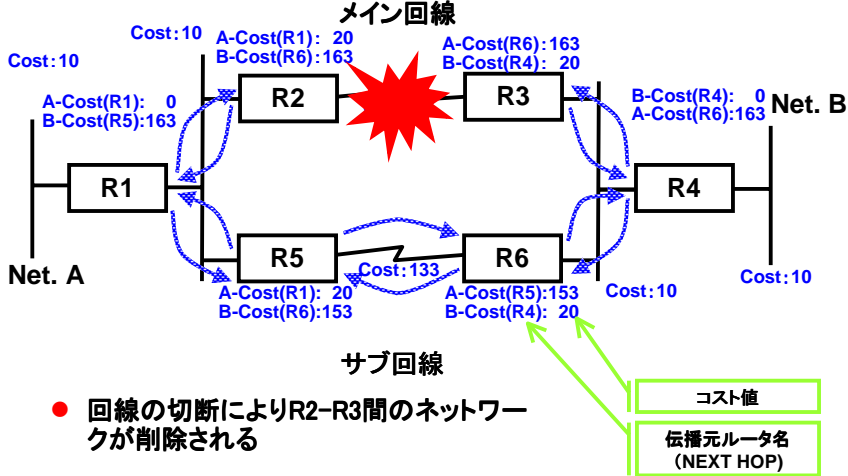 メイン回線
Cost:10
Cost:10
A-Cost(R1): 20
B-Cost(R6):163
A-Cost(R6):163
B-Cost(R4): 20
A-Cost(R1): 0
B-Cost(R5):163
R2
R3
B-Cost(R4): 0
A-Cost(R6):163
Net. B
R1
R4
Net. A
R5
Cost:133
R6
Cost:10
Cost:10
A-Cost(R1): 20
B-Cost(R6):153
A-Cost(R5):153
B-Cost(R4): 20
サブ回線
● 回線の切断によりR2−R3間のネットワー
クが削除される
コスト値
伝播元ルータ名
(NEXT HOP)